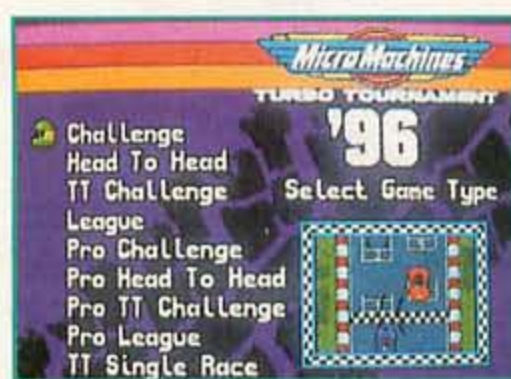 Micro Machines
TURBO TOURNAMENT
'96
Select Game Type
Challenge
Head To Head
TT Challenge
League
Pro Challenge
Pro Head To Head
Pro TT Challenge
Pro League
TT Single Race